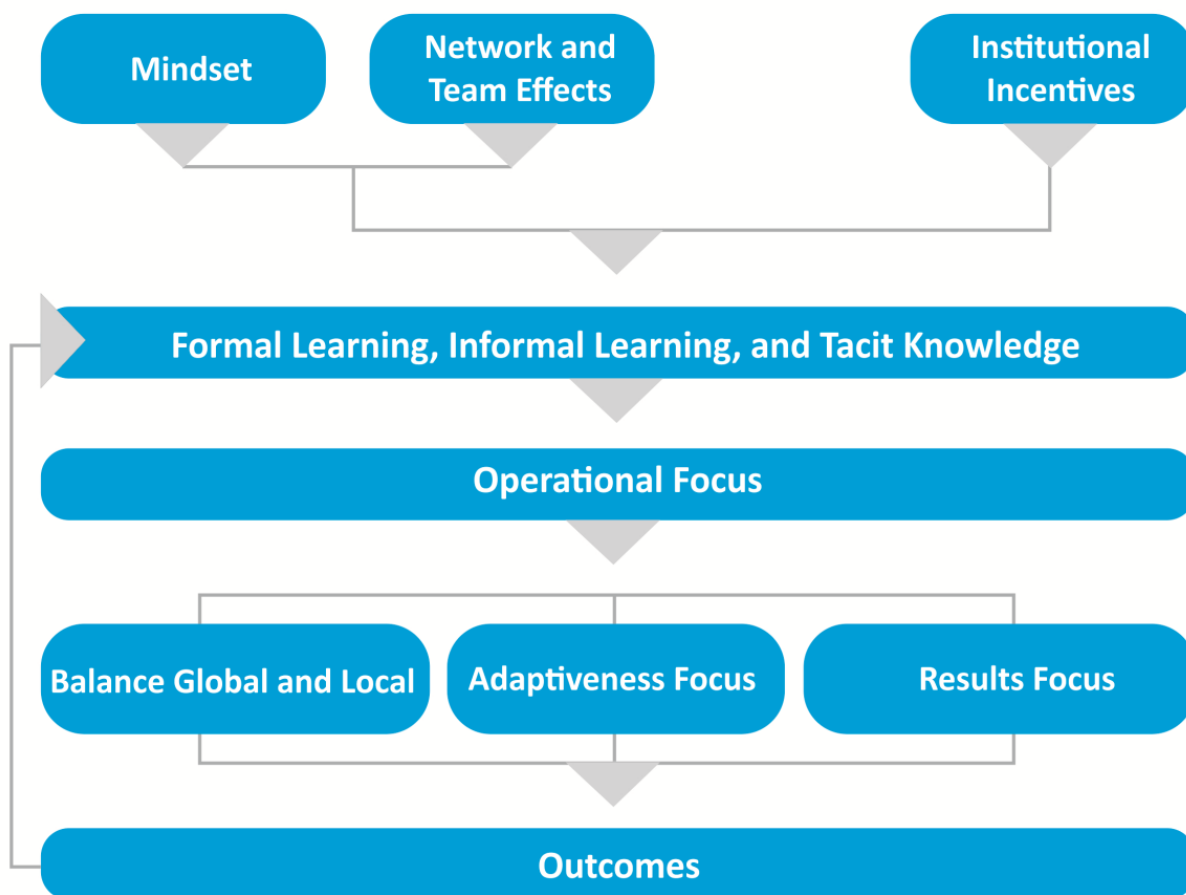 Mindset
Network and
Team Effects
Institutional
Incentives
Formal Learning, Informal Learning, and Tacit Knowledge
Operational Focus
Balance Global and Local
Adaptiveness Focus
Results Focus
Outcomes